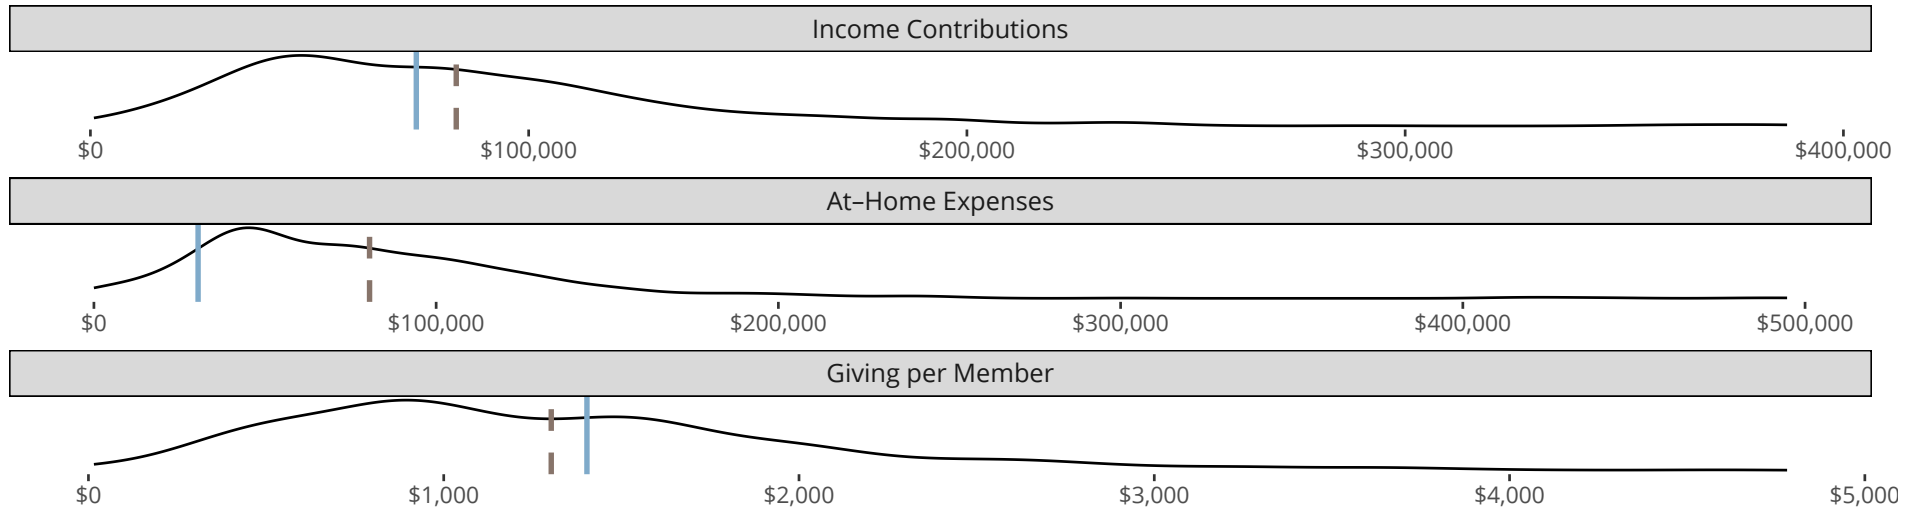 Income Contributions
$0 $100,000 $200,000 $300,000 $400,000
At–Home Expenses
$0 $100,000 $200,000 $300,000 $400,000 $500,000
Giving per Member
$0 $1,000 $2,000 $3,000 $4,000 $5,000